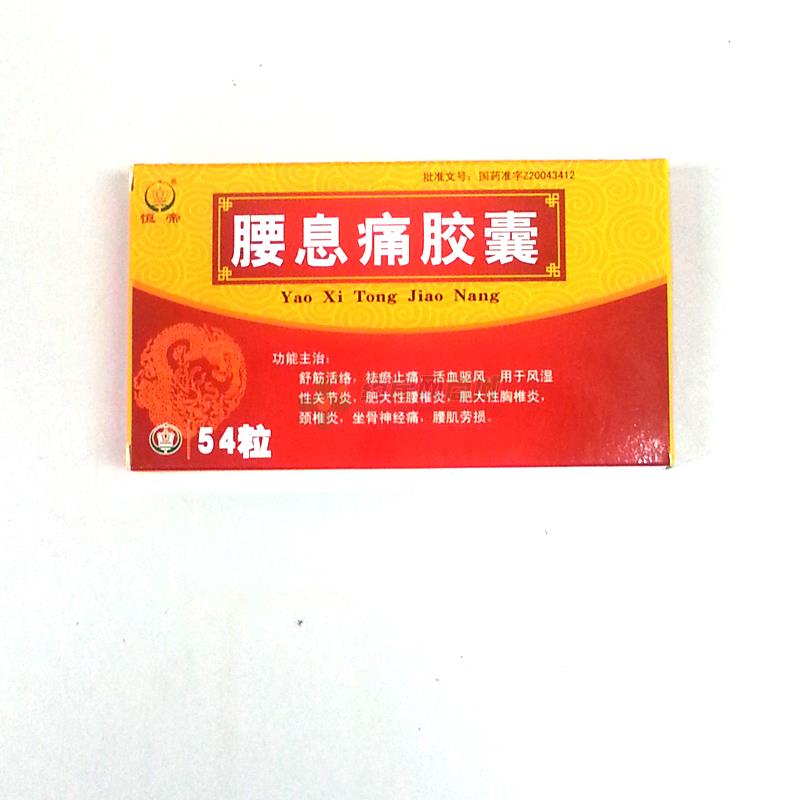 批准文号：国药准字Z20043412
恒帝
腰息痛胶囊
Yao Xi Tong Jiao Nang
功能主治：
舒筋活络，祛瘀止痛，活血驱风，用于风湿
性关节炎，肥大性腰椎炎，肥大性胸椎炎，
颈椎炎，坐骨神经痛，腰肌劳损。
54粒